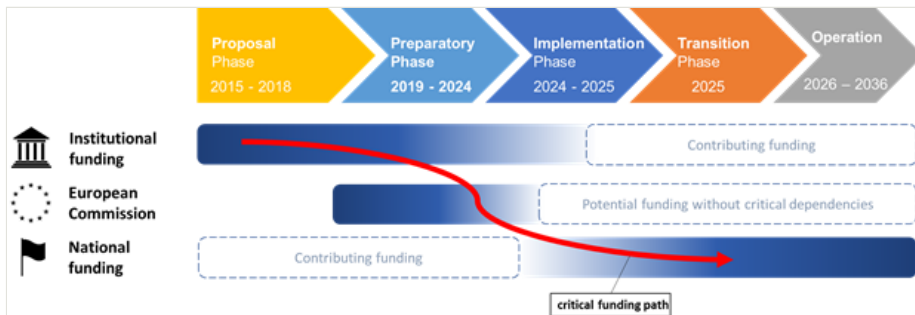 Proposal
Phase
2015 - 2018
Preparatory
Phase
2019 - 2024
Implementation
Phase
2024 - 2025
Transition
Phase
2025
Operation
2026 – 2036
Institutional
funding
Contributing funding
European
Commission
Potential funding without critical dependencies
National
funding
Contributing funding
critical funding path